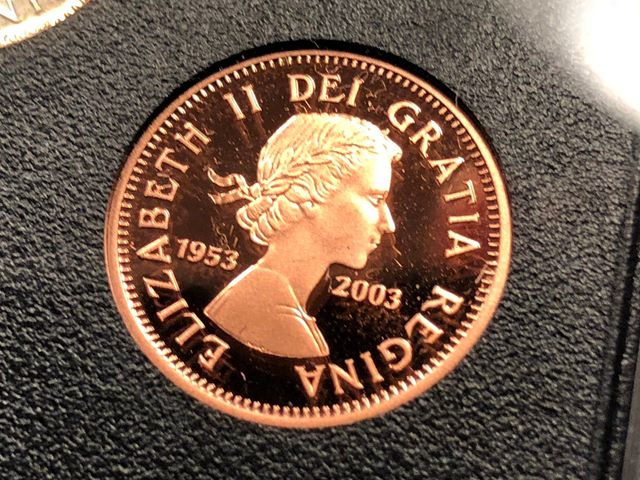 ELIZABETH II DEI GRATIA REGINA
1953
2003